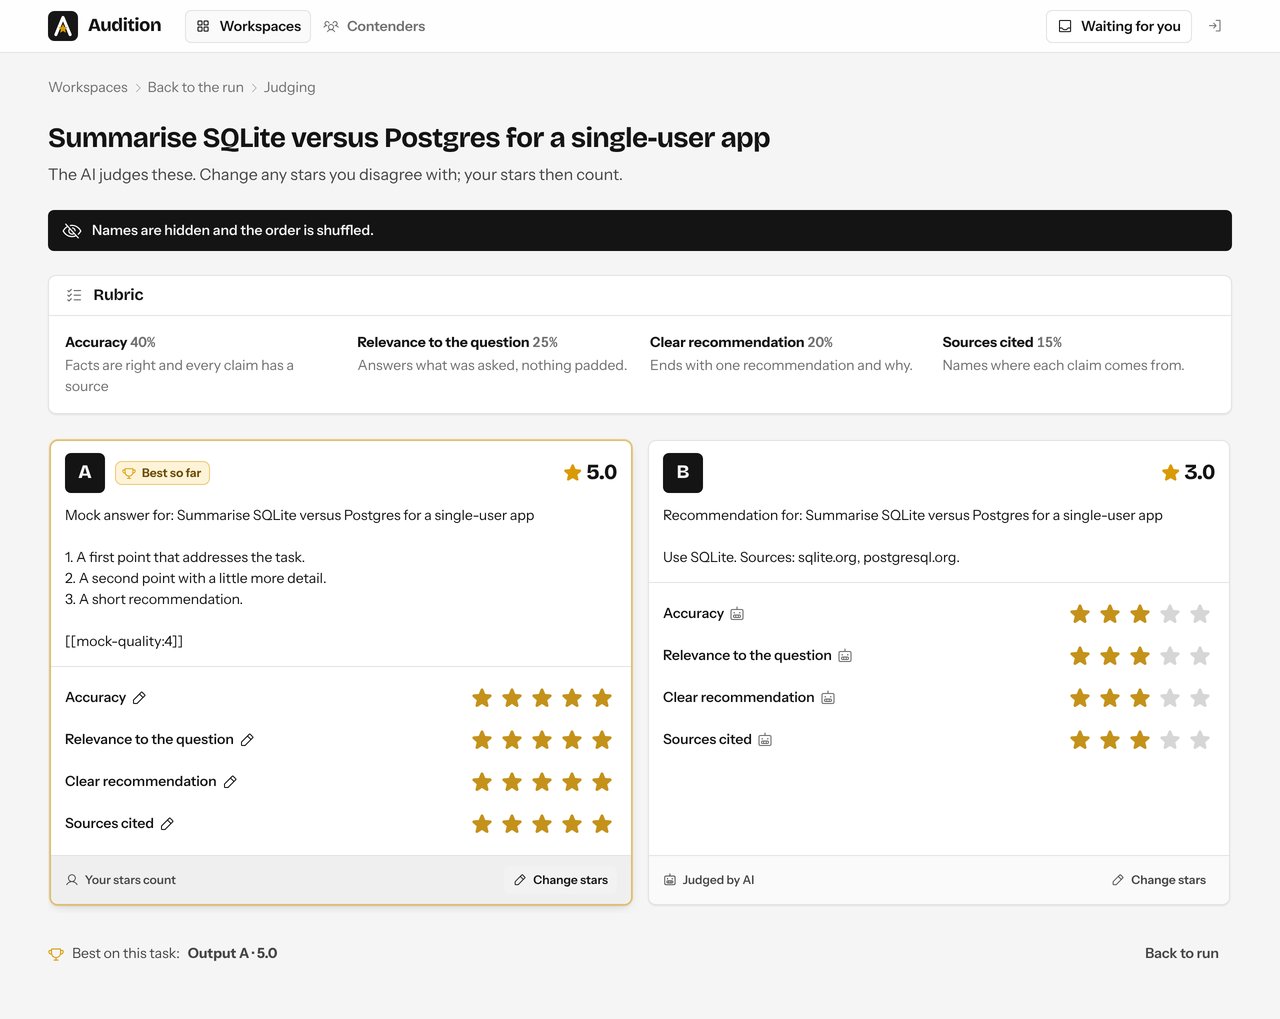 Audition
Workspaces
Contenders
Waiting for you
Workspaces > Back to the run > Judging
Summarise SQLite versus Postgres for a single-user app
The AI judges these. Change any stars you disagree with; your stars then count.
Names are hidden and the order is shuffled.
Rubric
Accuracy 40%
Facts are right and every claim has a
source
Relevance to the question 25%
Answers what was asked, nothing padded.
Clear recommendation 20%
Ends with one recommendation and why.
Sources cited 15%
Names where each claim comes from.
A
Best so far
5.0
Mock answer for: Summarise SQLite versus Postgres for a single-user app
1. A first point that addresses the task.
2. A second point with a little more detail.
3. A short recommendation.
[[mock-quality:4]]
Accuracy
Relevance to the question
Clear recommendation
Sources cited
Your stars count
Change stars
B
3.0
Recommendation for: Summarise SQLite versus Postgres for a single-user app
Use SQLite. Sources: sqlite.org, postgresql.org.
Accuracy
Relevance to the question
Clear recommendation
Sources cited
Judged by AI
Change stars
Best on this task: Output A · 5.0
Back to run